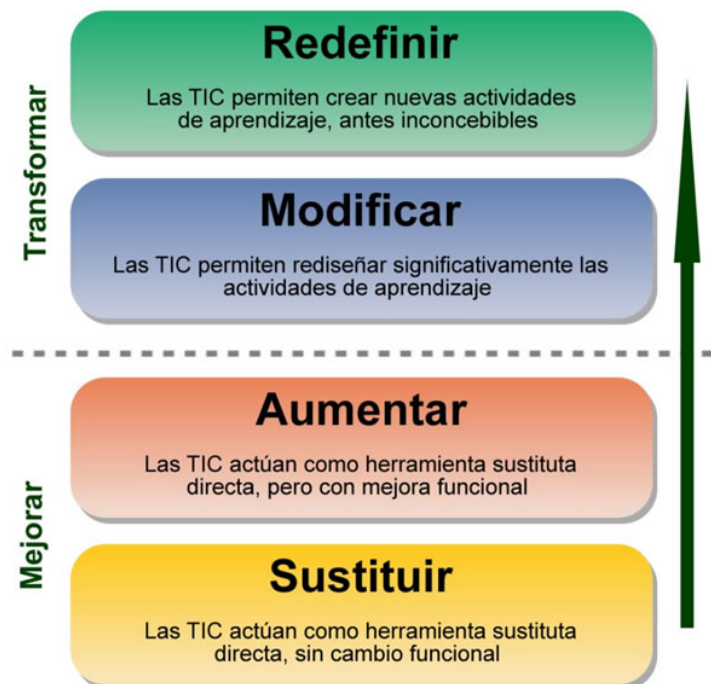 Transformar
Redefinir
Las TIC permiten crear nuevas actividades
de aprendizaje, antes inconcebibles
Modificar
Las TIC permiten rediseñar significativamente las
actividades de aprendizaje
Mejorar
Aumentar
Las TIC actúan como herramienta sustituta
directa, pero con mejora funcional
Sustituir
Las TIC actúan como herramienta sustituta
directa, sin cambio funcional